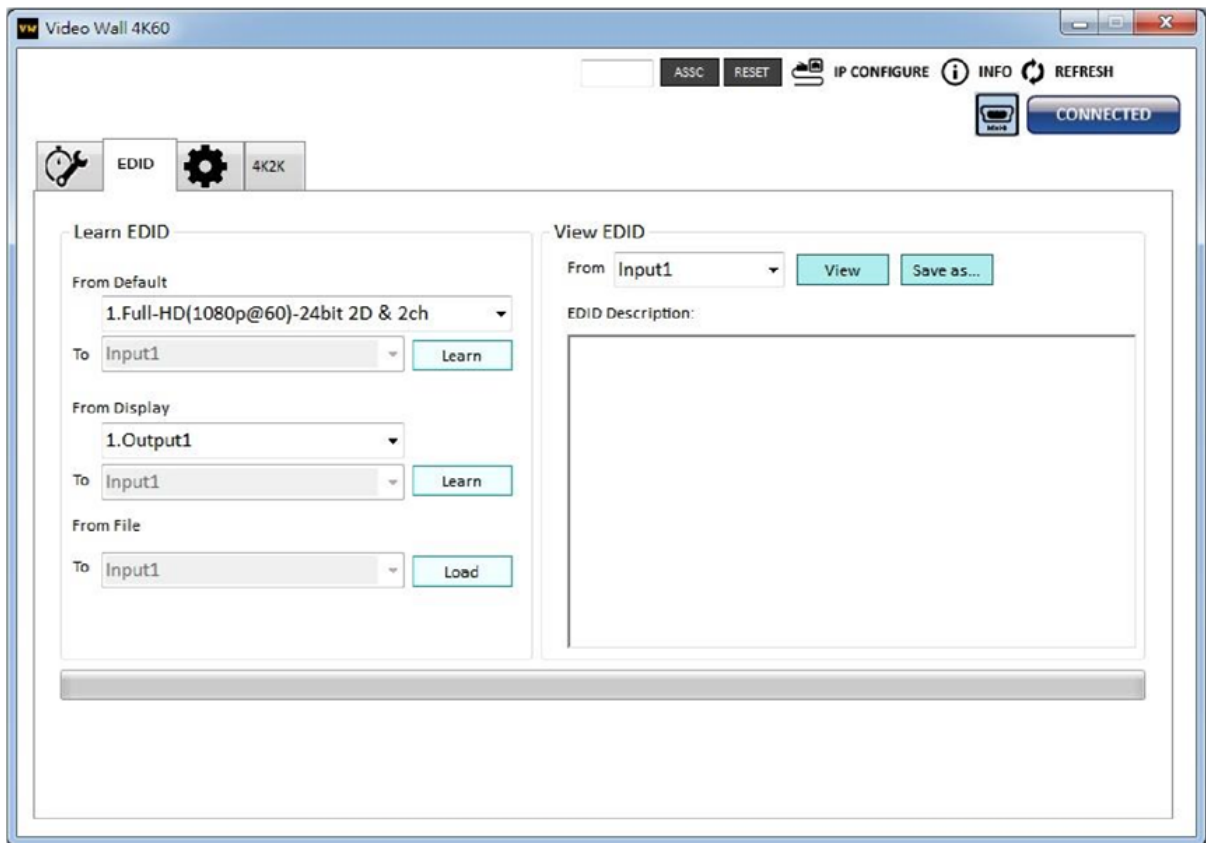 VW Video Wall 4K60
ASSC RESET IP CONFIGURE INFO REFRESH
CONNECTED
EDID 4K2K
Learn EDID
From Default
1.Full-HD(1080p@60)-24bit 2D & 2ch
To Input1 Learn
From Display
1.Output1
To Input1 Learn
From File
To Input1 Load
View EDID
From Input1 View Save as...
EDID Description: